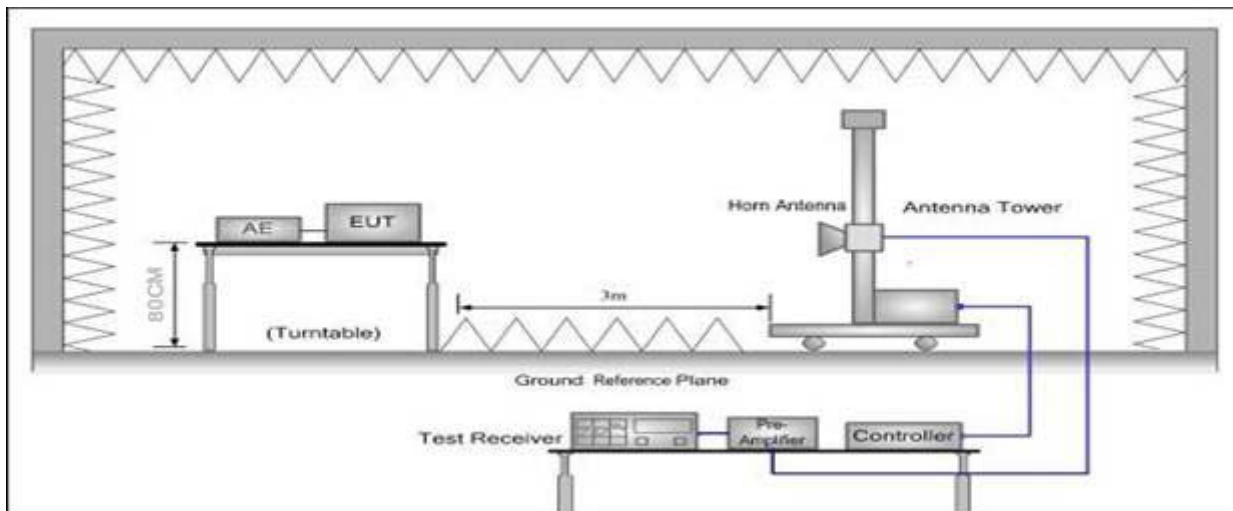 Horn Antenna
Antenna Tower
AE
EUT
80CM
3m
(Turntable)
Ground Reference Plane
Test Receiver
Pre-
Amplifier
Controller